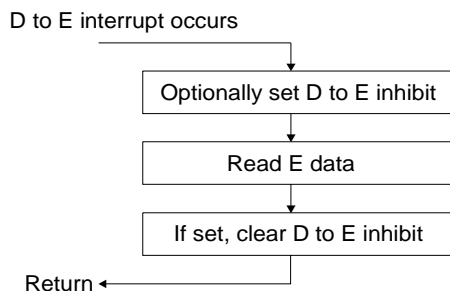 D to E interrupt occurs
Optionally set D to E inhibit
Read E data
If set, clear D to E inhibit
Return